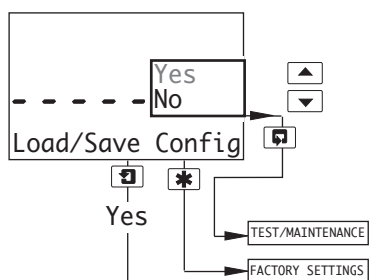 Yes
No
Load/Save Config
Yes
TEST/MAINTENANCE
FACTORY SETTINGS